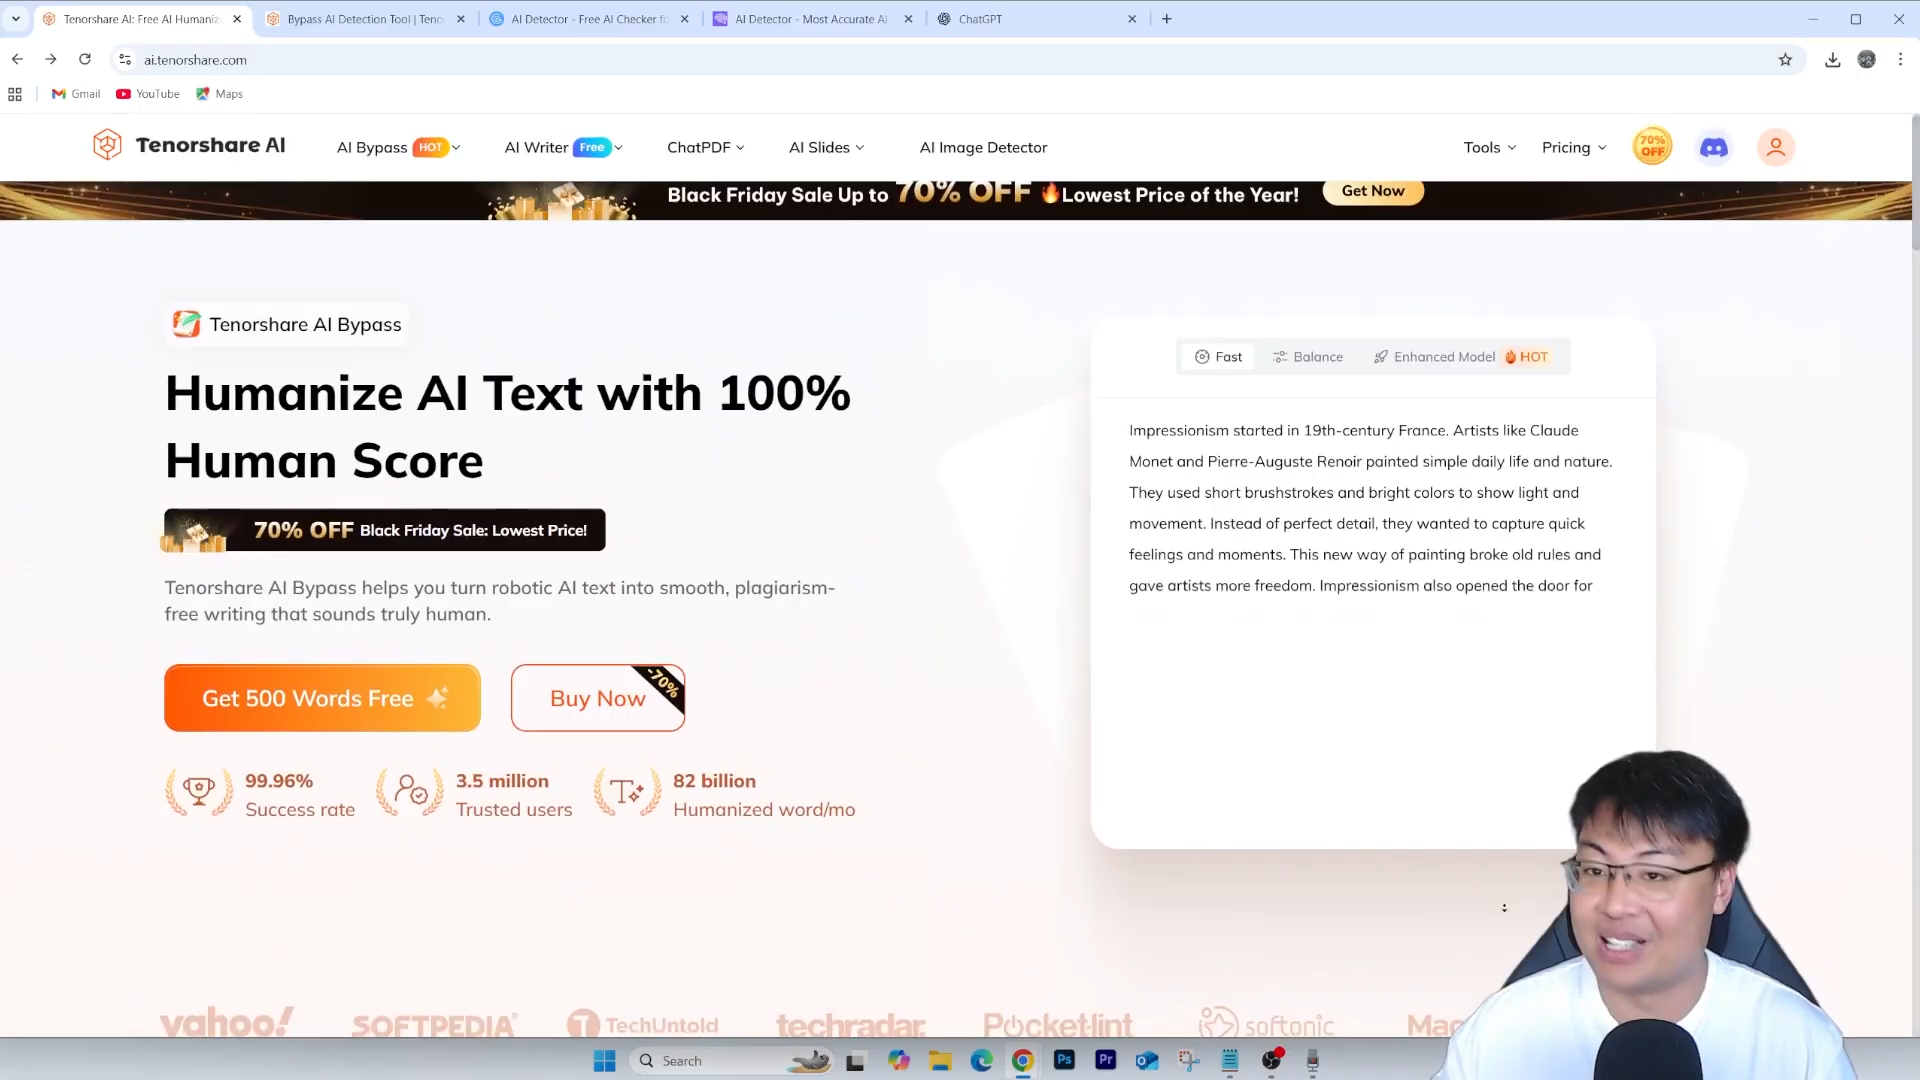 Tenorshare AI: Free AI Humaniz
Bypass AI Detection Tool | Teno
AI Detector - Free AI Checker fo
AI Detector - Most Accurate AI
ChatGPT
ai.tenorshare.com
Gmail
YouTube
Maps
Tenorshare AI
AI Bypass HOT
AI Writer Free
ChatPDF
AI Slides
AI Image Detector
Tools
Pricing
70% OFF
Black Friday Sale Up to 70% OFF Lowest Price of the Year!
Get Now
Tenorshare AI Bypass
Humanize AI Text with 100%
Human Score
70% OFF Black Friday Sale: Lowest Price!
Tenorshare AI Bypass helps you turn robotic AI text into smooth, plagiarism-
free writing that sounds truly human.
Get 500 Words Free
Buy Now
-70%
99.96%
Success rate
3.5 million
Trusted users
82 billion
Humanized word/mo
Fast
Balance
Enhanced Model HOT
Impressionism started in 19th-century France. Artists like Claude
Monet and Pierre-Auguste Renoir painted simple daily life and nature.
They used short brushstrokes and bright colors to show light and
movement. Instead of perfect detail, they wanted to capture quick
feelings and moments. This new way of painting broke old rules and
gave artists more freedom. Impressionism also opened the door for
yahoo!
SOFTPEDIA
TechUntold
techradar.
Pocket-lint
softonic
Search
Ps
Pr